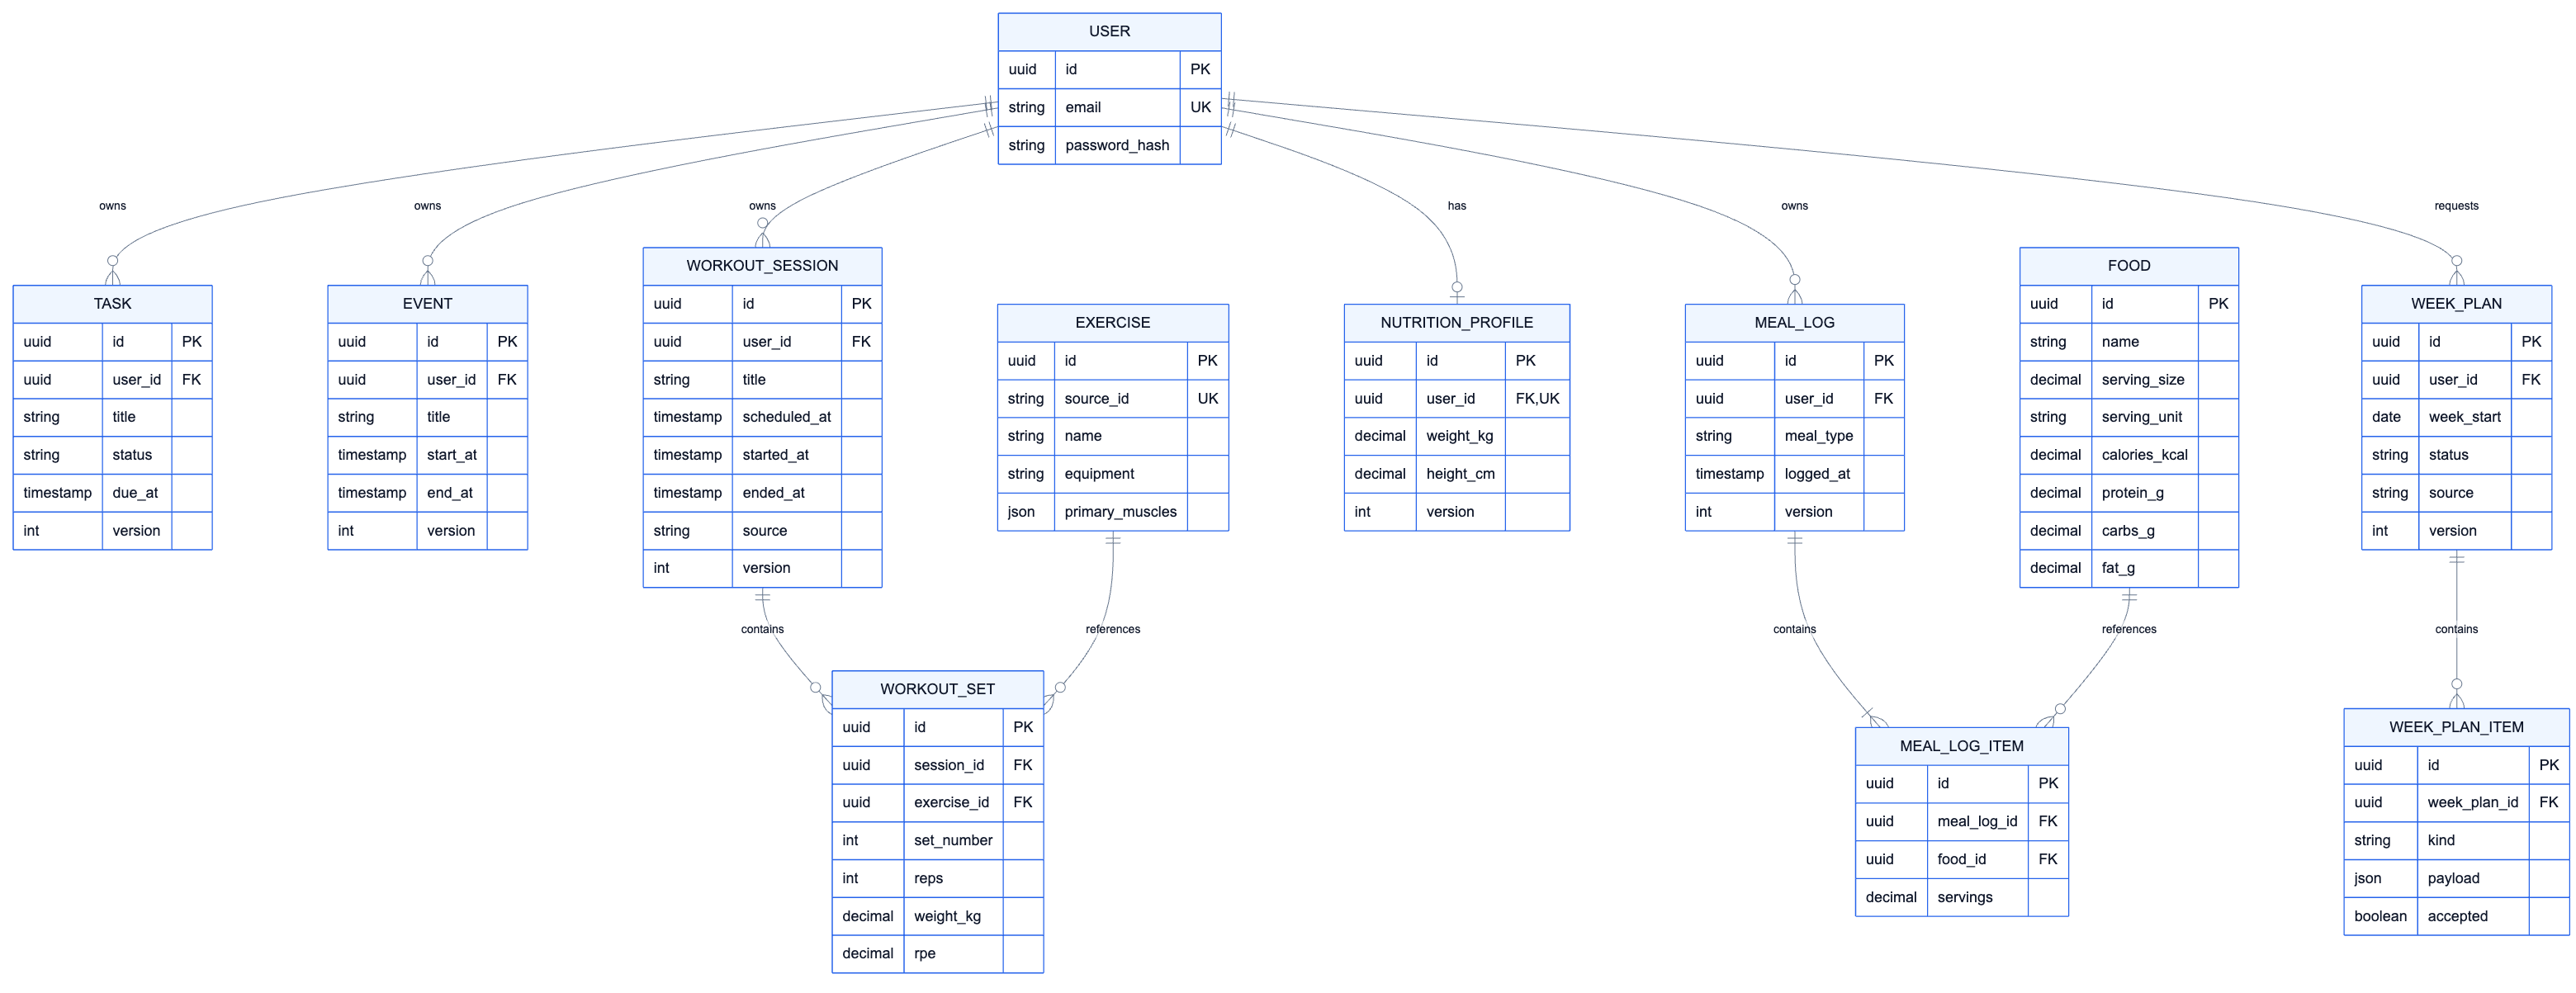 USER
uuid id PK
string email UK
string password_hash
owns
owns
owns
has
owns
requests
TASK
uuid id PK
uuid user_id FK
string title
string status
timestamp due_at
int version
EVENT
uuid id PK
uuid user_id FK
string title
timestamp start_at
timestamp end_at
int version
WORKOUT_SESSION
uuid id PK
uuid user_id FK
string title
timestamp scheduled_at
timestamp started_at
timestamp ended_at
string source
int version
EXERCISE
uuid id PK
string source_id UK
string name
string equipment
json primary_muscles
NUTRITION_PROFILE
uuid id PK
uuid user_id FK,UK
decimal weight_kg
decimal height_cm
int version
MEAL_LOG
uuid id PK
uuid user_id FK
string meal_type
timestamp logged_at
int version
FOOD
uuid id PK
string name
decimal serving_size
string serving_unit
decimal calories_kcal
decimal protein_g
decimal carbs_g
decimal fat_g
WEEK_PLAN
uuid id PK
uuid user_id FK
date week_start
string status
string source
int version
contains
references
contains
references
contains
WORKOUT_SET
uuid id PK
uuid session_id FK
uuid exercise_id FK
int set_number
int reps
decimal weight_kg
decimal rpe
MEAL_LOG_ITEM
uuid id PK
uuid meal_log_id FK
uuid food_id FK
decimal servings
WEEK_PLAN_ITEM
uuid id PK
uuid week_plan_id FK
string kind
json payload
boolean accepted